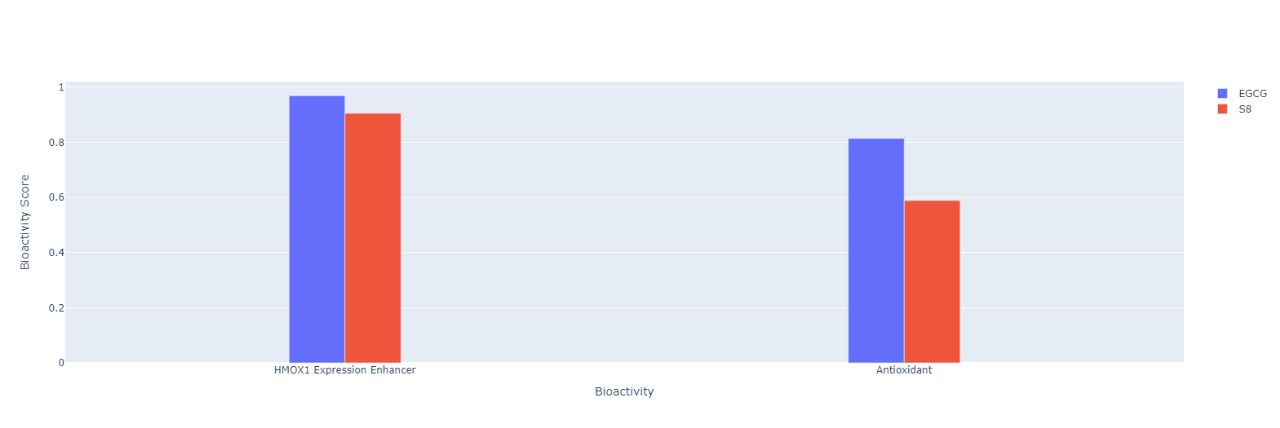 1
0.8
0.6
0.4
0.2
0
Bioactivity Score
HMOX1 Expression Enhancer
Antioxidant
Bioactivity
EGCG
S8